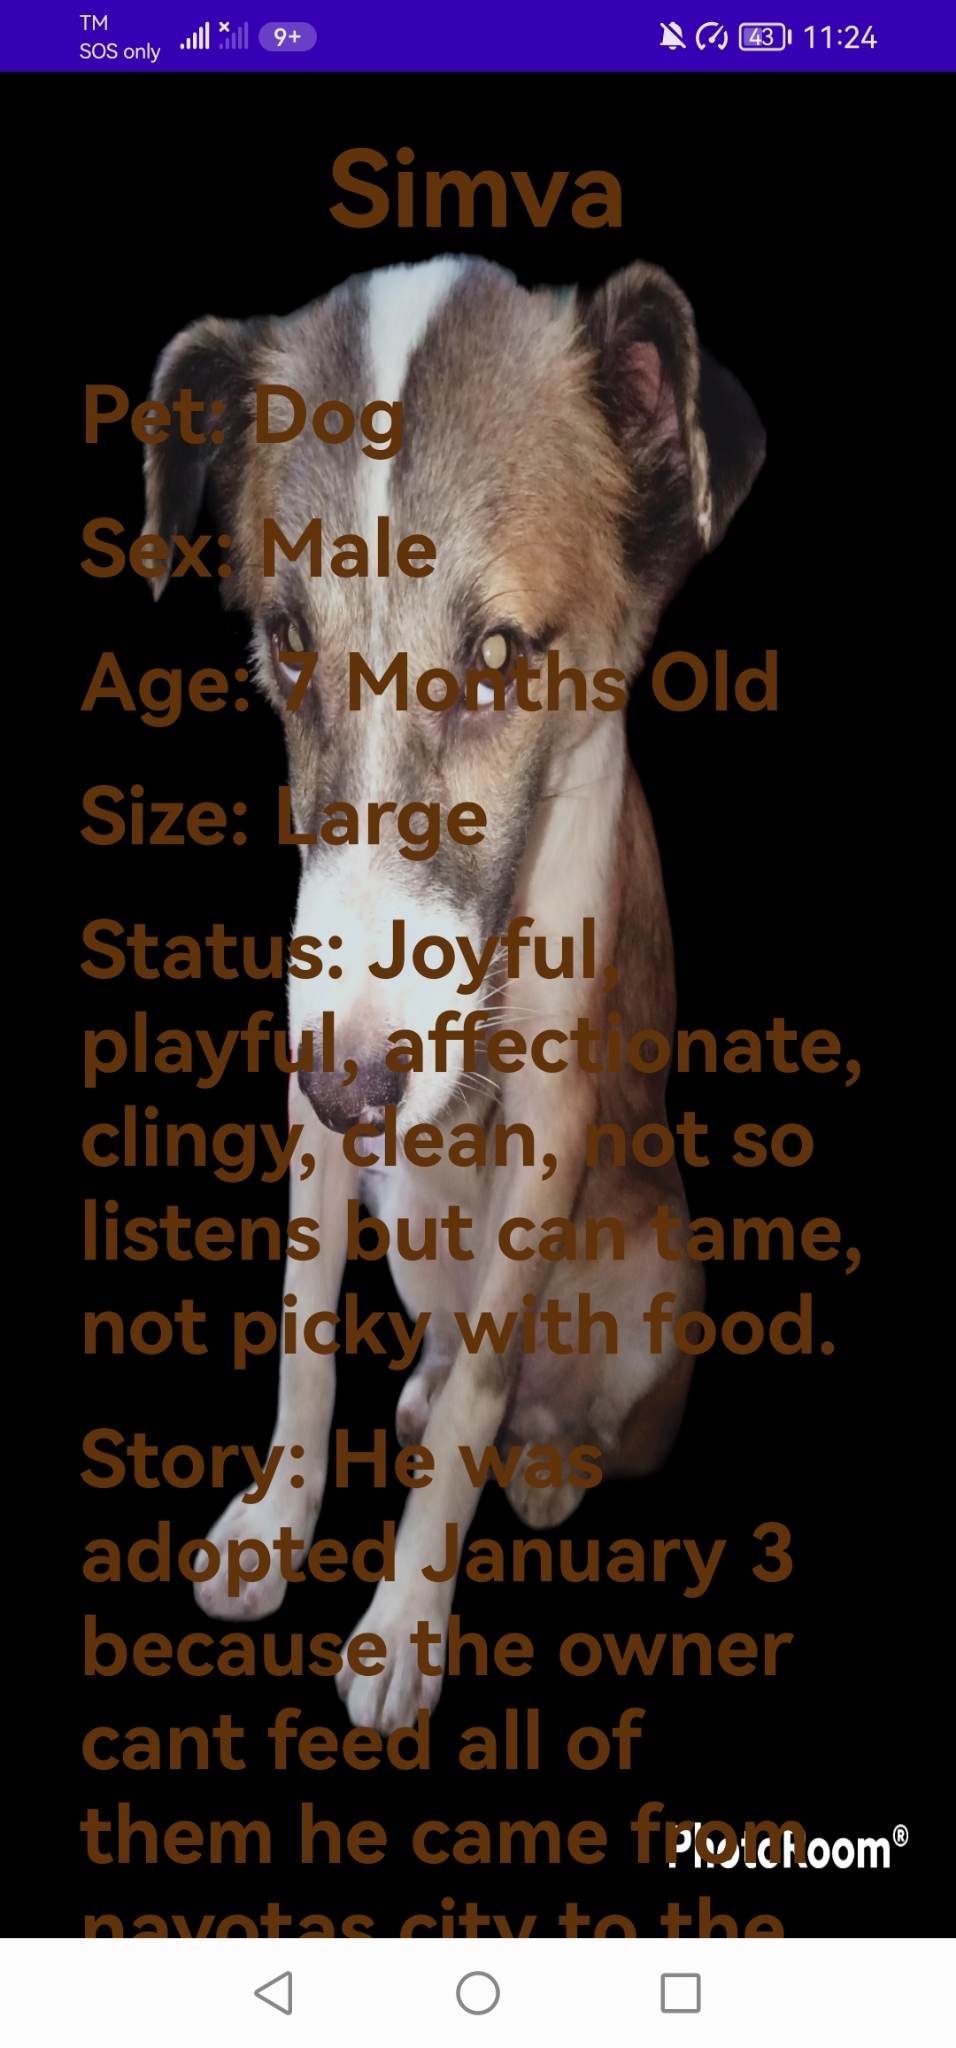 TM
SOS only
9+
43
11:24
Simva
Pet: Dog
Sex: Male
Age: 7 Months Old
Size: Large
Status: Joyful,
playful, affectionate,
clingy, clean, not so
listens but can tame,
not picky with food.
Story: He was
adopted January 3
because the owner
cant feed all of
them he came from
PhotoRoom®
navotas city to the